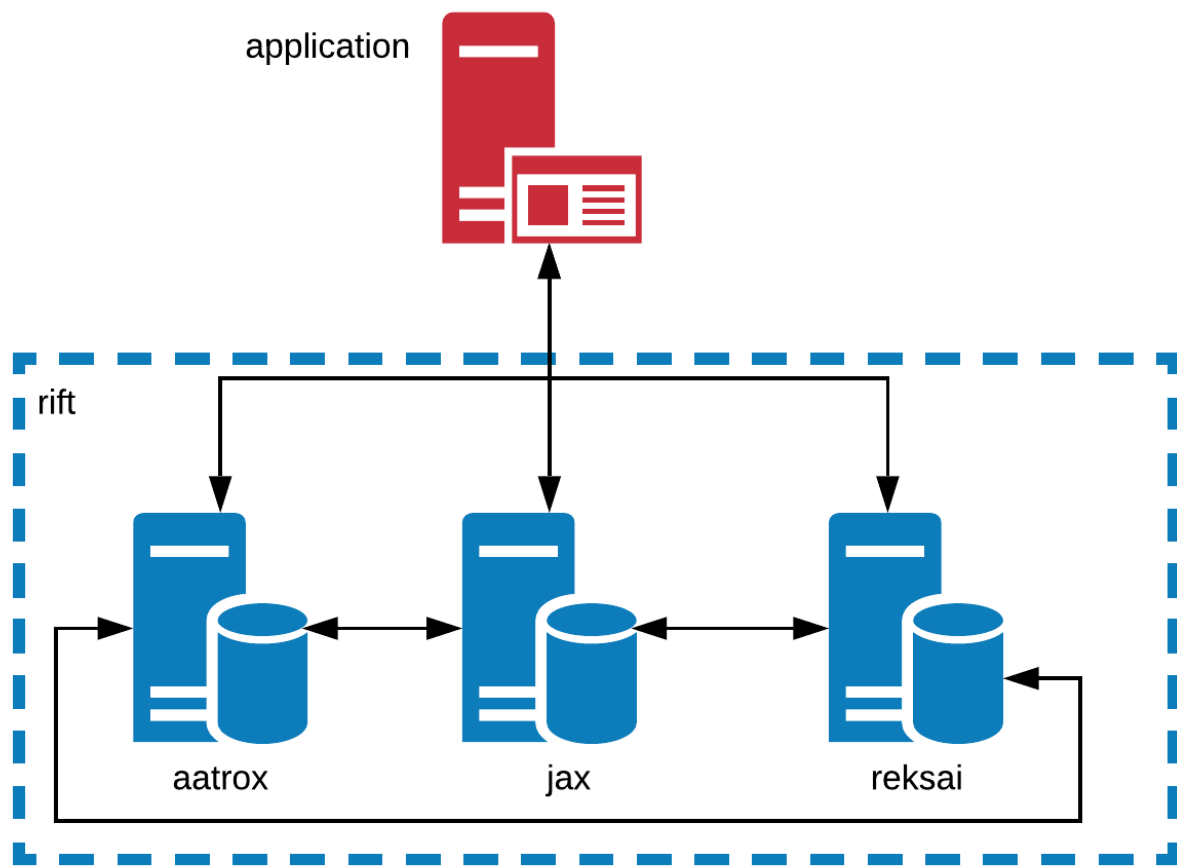 application
rift
aatrox
jax
reksai